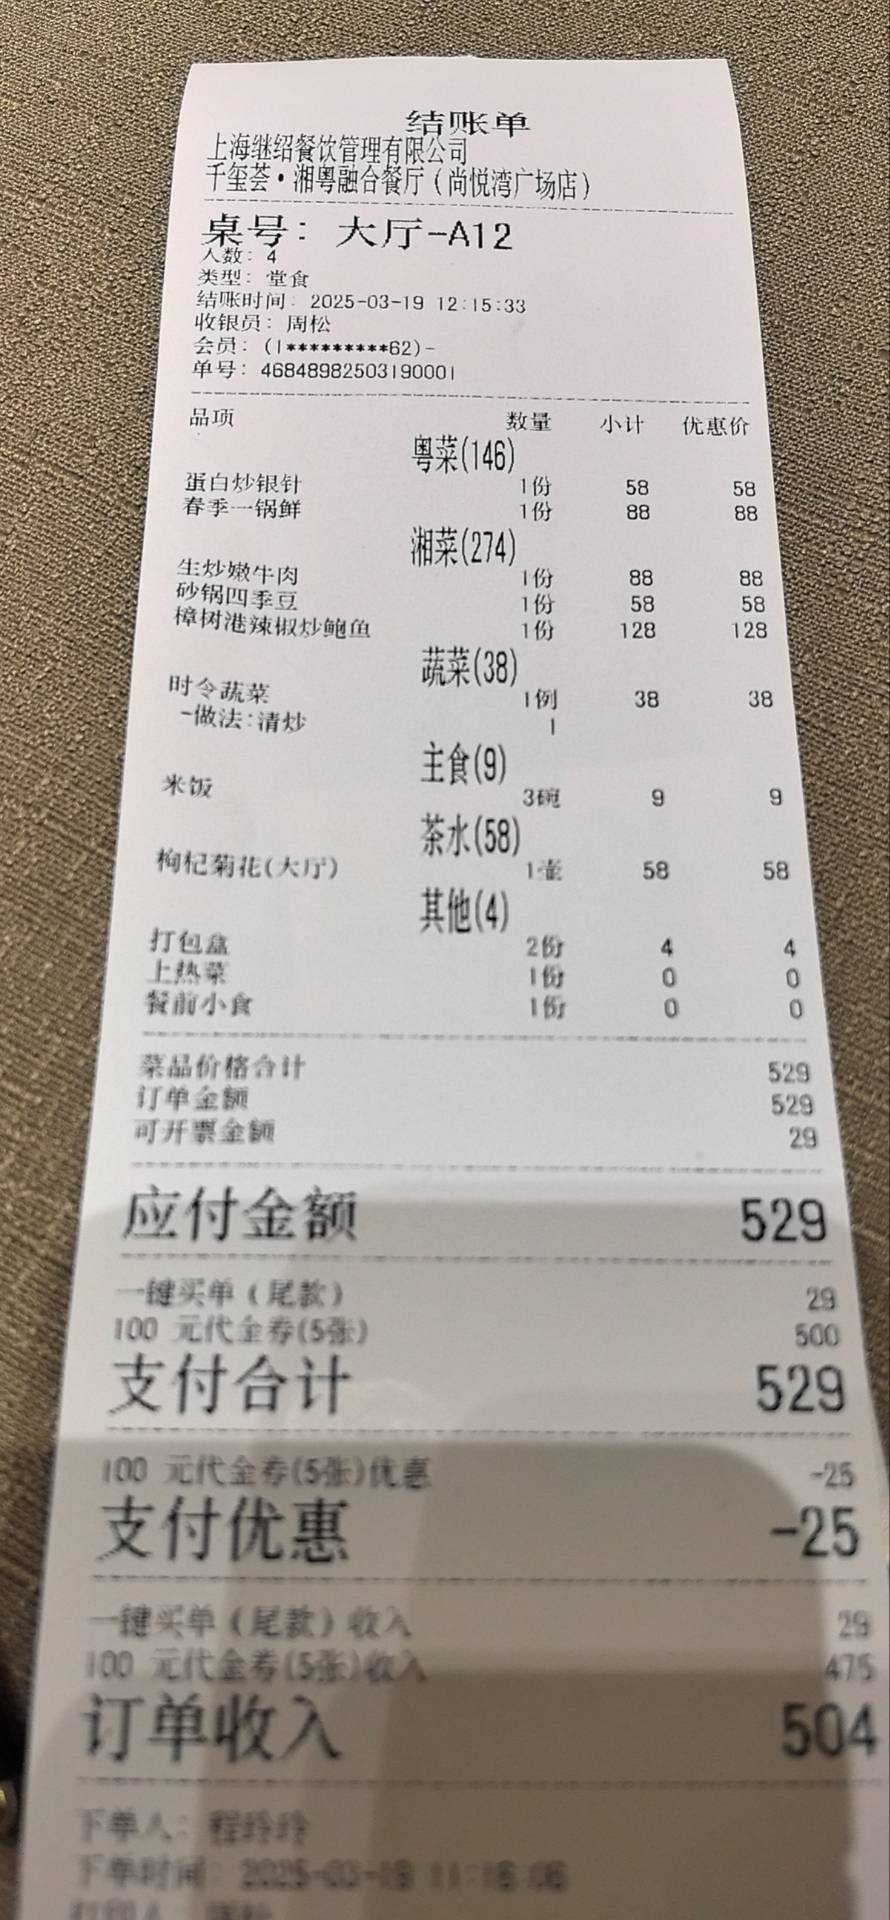 结账单
上海继绍餐饮管理有限公司
千玺荟·湘粤融合餐厅(尚悦湾广场店)
桌号: 大厅-A12
人数: 4
类型: 堂食
结账时间: 2025-03-19 12:15:33
收银员: 周松
会员: (1*********62)-
单号: 468489825031900001
品项 数量 小计 优惠价
粤菜(146)
蛋白炒银针 1份 58 58
春季一锅鲜 1份 88 88
湘菜(274)
生炒嫩牛肉 1份 88 88
砂锅四季豆 1份 58 58
樟树港辣椒炒鲍鱼 1份 128 128
蔬菜(38)
时令蔬菜 1例 38 38
-做法:清炒 1
主食(9)
米饭 3碗 9 9
茶水(58)
枸杞菊花(大厅) 1壶 58 58
其他(4)
打包盒 2份 4 4
上热菜 1份 0 0
餐前小食 1份 0 0
菜品价格合计 529
订单金额 529
可开票金额 29
应付金额 529
一键买单(尾款) 29
100 元代金券(5张) 500
支付合计 529
100 元代金券(5张)优惠 -25
支付优惠 -25
一键买单(尾款)收入 29
100 元代金券(5张)收入 475
订单收入 504
下单人: 程玲玲
下单时间: 2025-03-19 11:16:06
打印人: